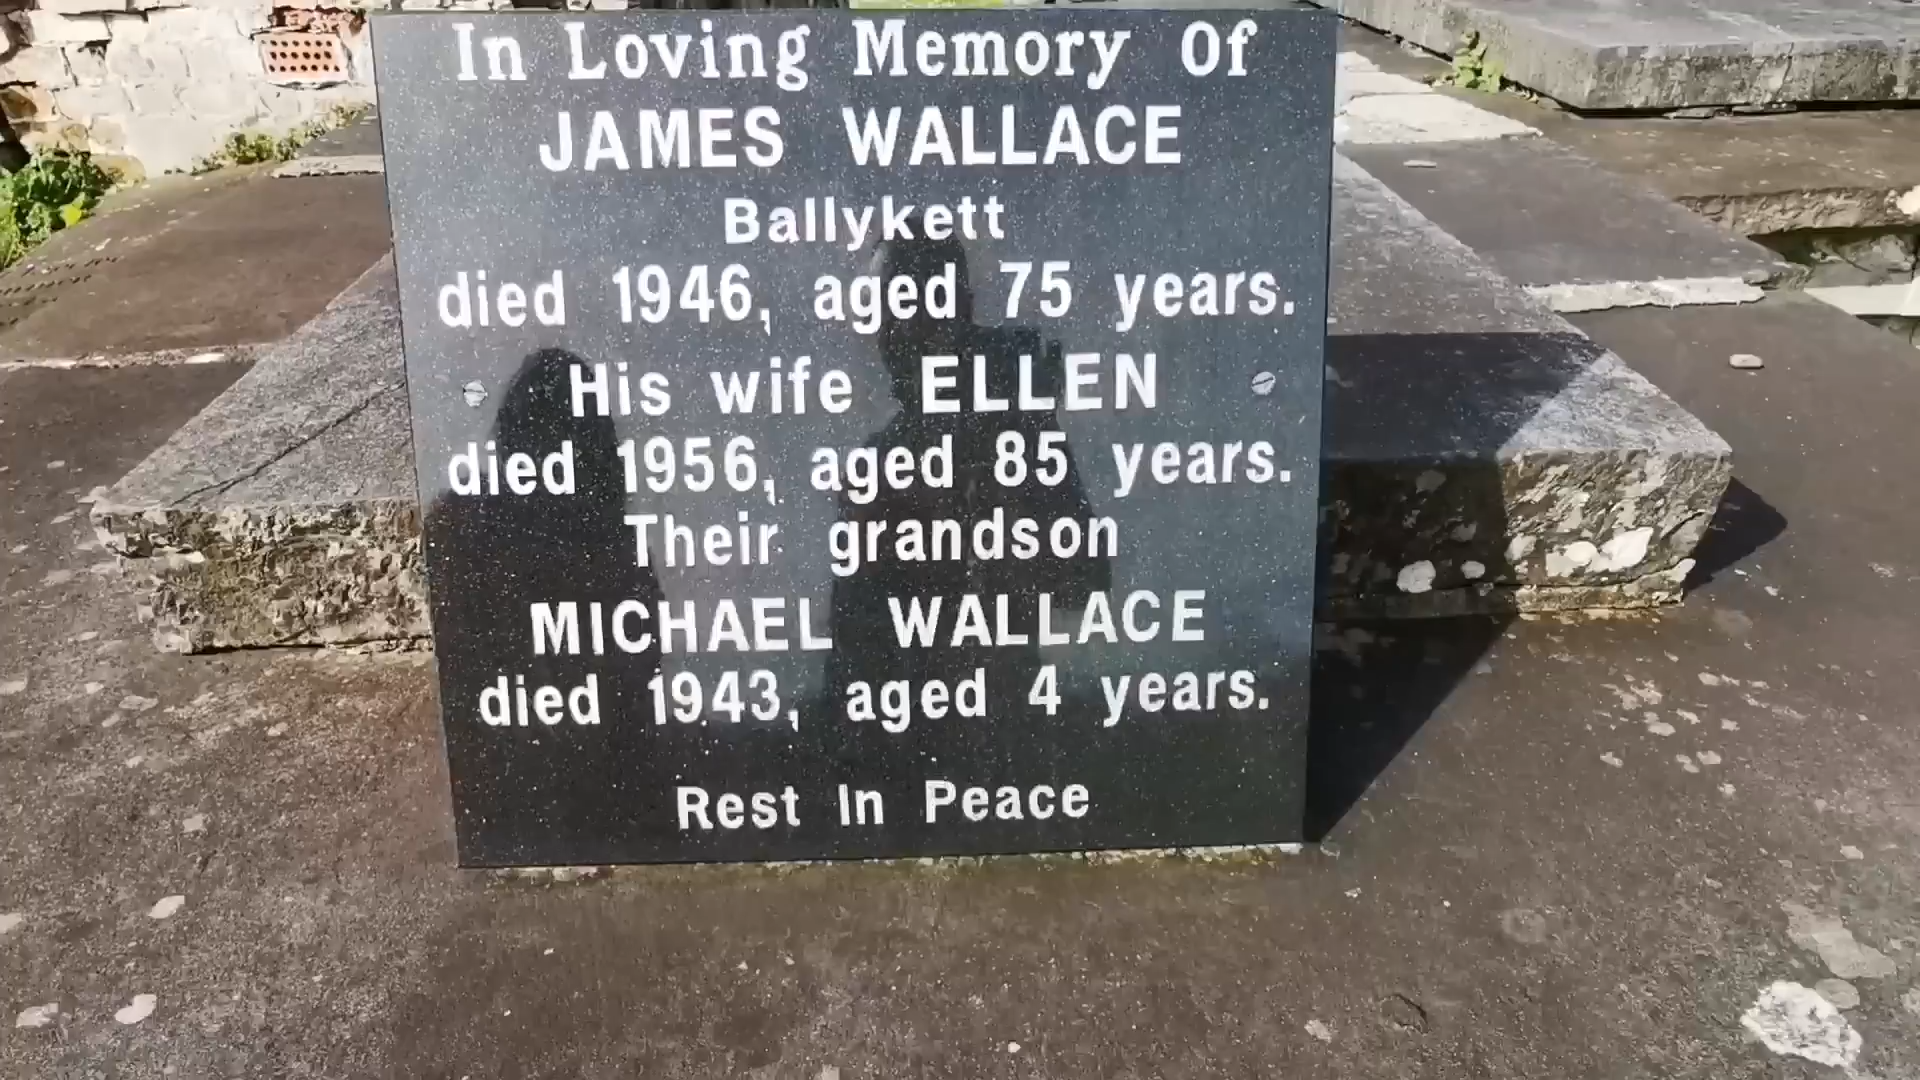 In Loving Memory Of
JAMES WALLACE
Ballykett
died 1946, aged 75 years.
His wife ELLEN
died 1956, aged 85 years.
Their grandson
MICHAEL WALLACE
died 1943, aged 4 years.
Rest In Peace